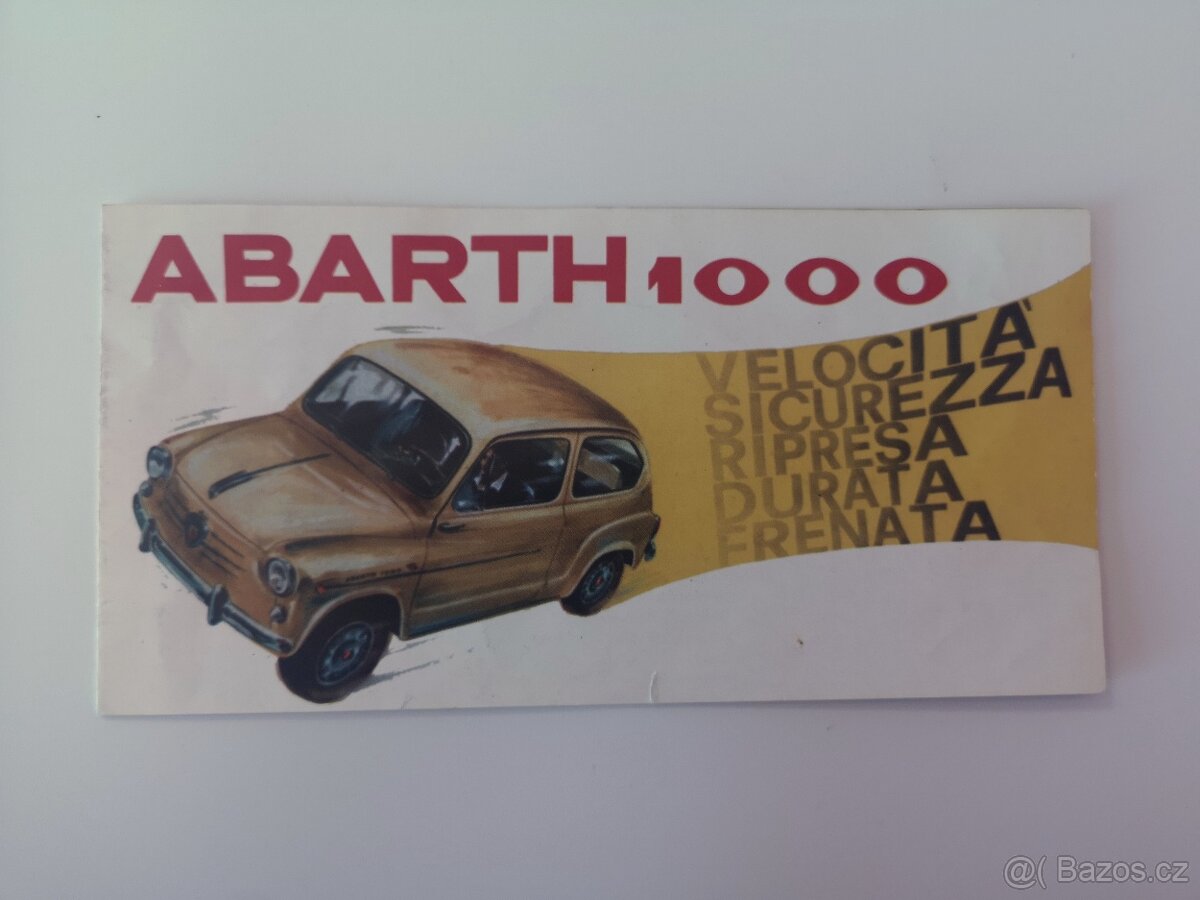 ABARTH 1000
VELOCITÀ
SICUREZZA
RIPRESA
DURATA
FRENATA
@( Bazos.cz